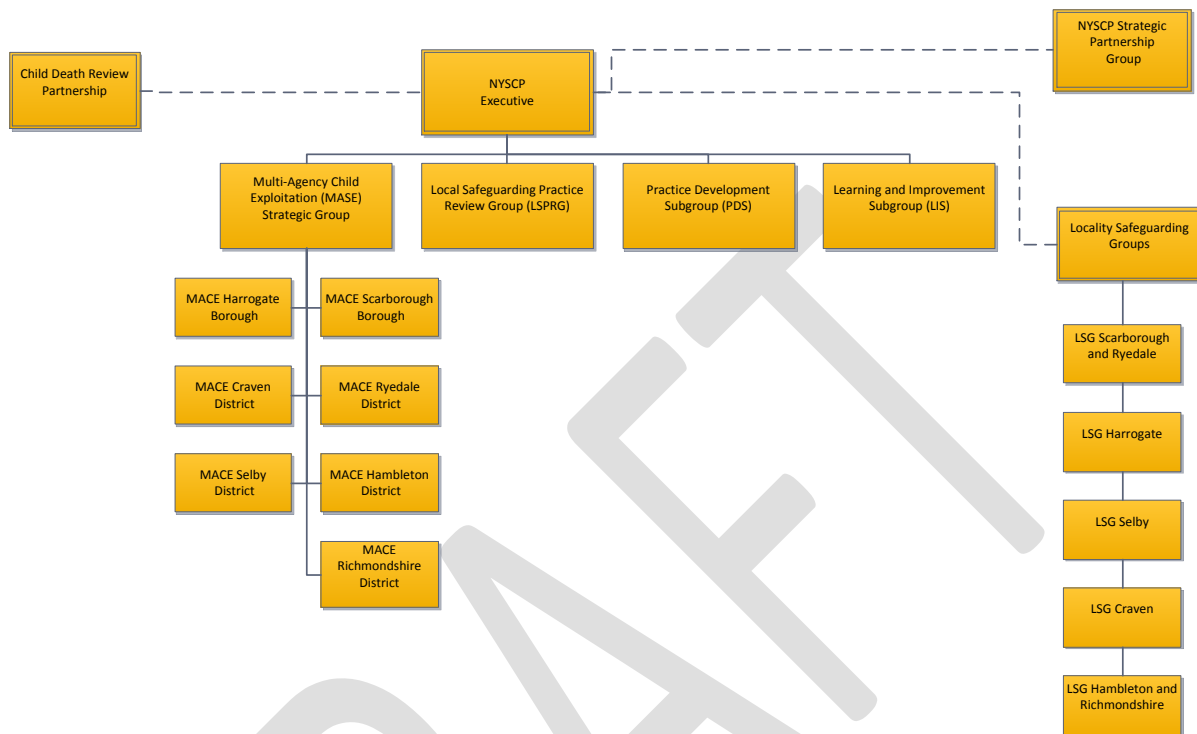 NYSCP Strategic
Partnership
Group
Child Death Review
Partnership
NYSCP
Executive
Multi-Agency Child
Exploitation (MASE)
Strategic Group
Local Safeguarding Practice
Review Group (LSPRG)
Practice Development
Subgroup (PDS)
Learning and Improvement
Subgroup (LIS)
Locality Safeguarding
Groups
MACE Harrogate
Borough
MACE Scarborough
Borough
LSG Scarborough
and Ryedale
MACE Craven
District
MACE Ryedale
District
LSG Harrogate
MACE Selby
District
MACE Hambleton
District
LSG Selby
MACE
Richmondshire
District
LSG Craven
LSG Hambleton and
Richmondshire
DRAFT